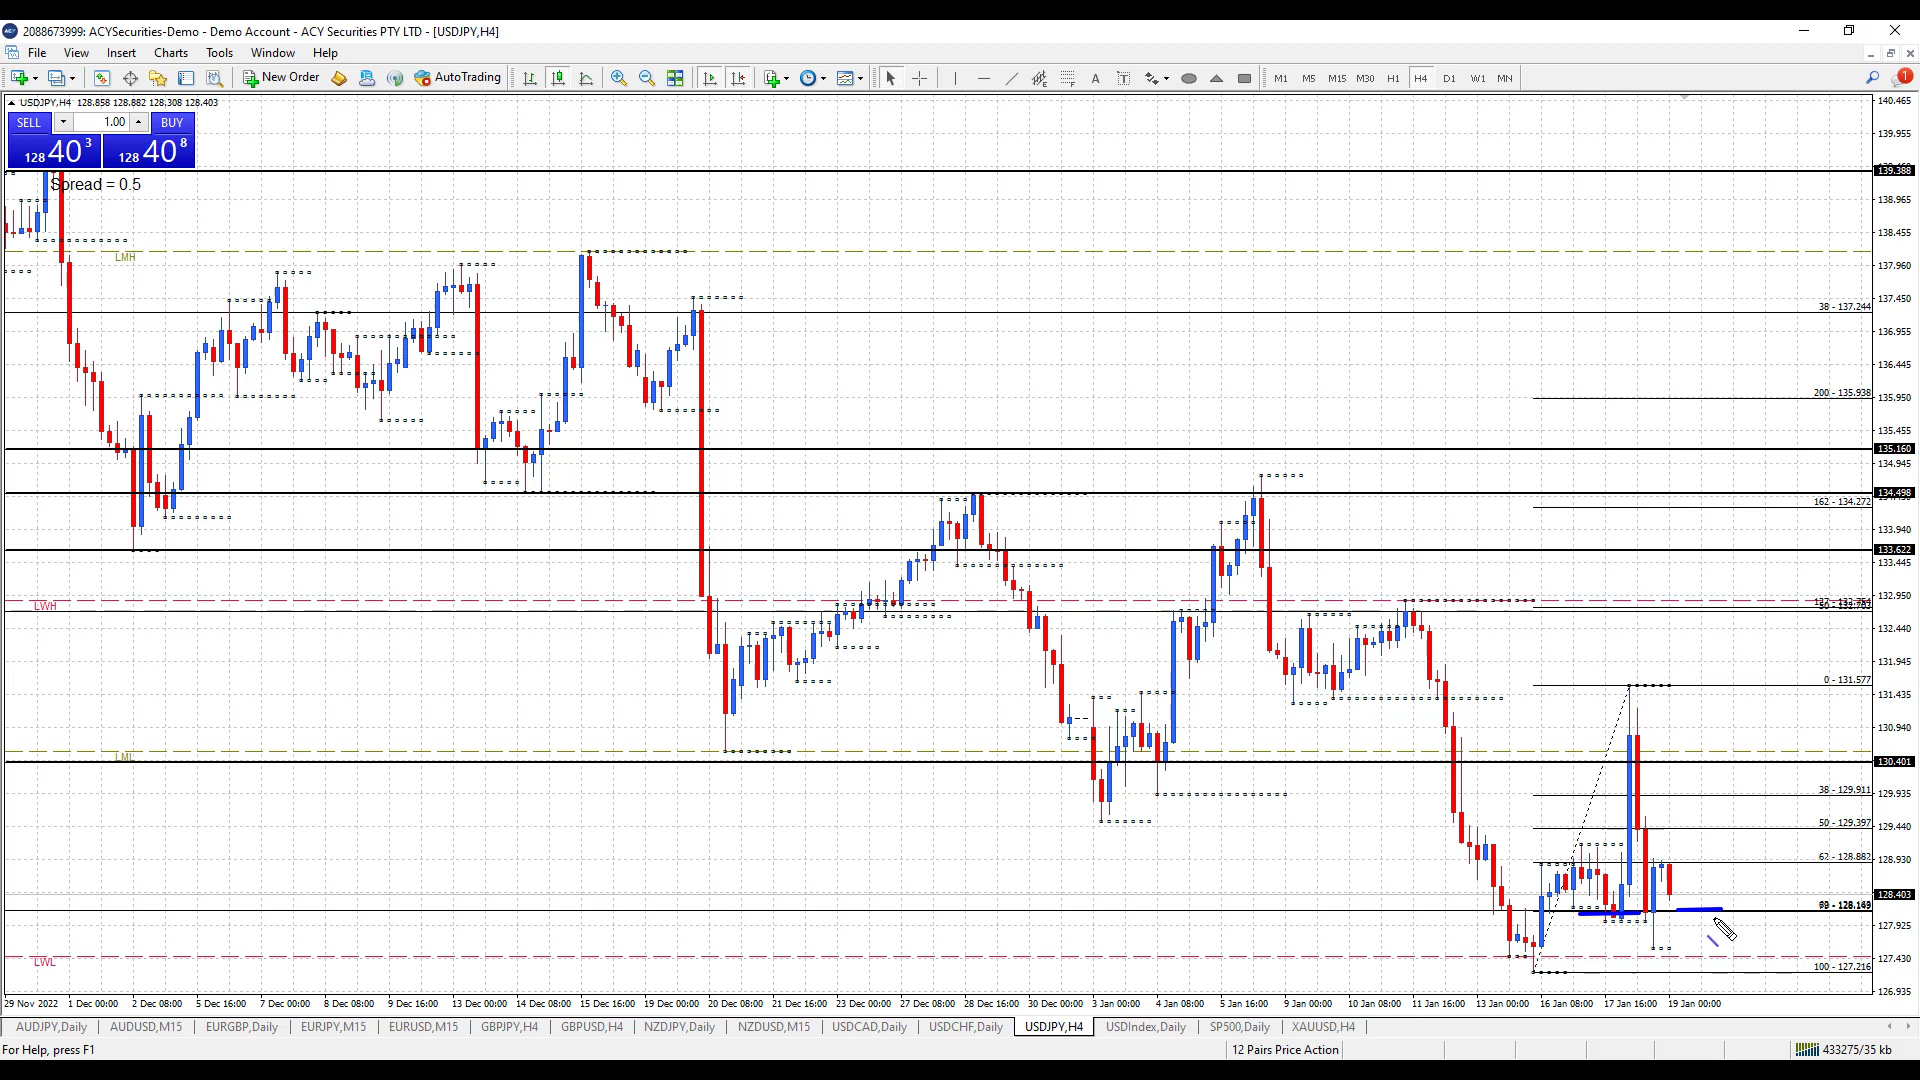 2088673999: ACYSecurities-Demo - Demo Account - ACY Securities PTY LTD - [USDJPY,H4]
File View Insert Charts Tools Window Help
New Order AutoTrading A T M1 M5 M15 M30 H1 H4 D1 W1 MN 1
USDJPY,H4 128.858 128.882 128.308 128.403
SELL 1.00 BUY
128 40 3 128 40 8
Spread = 0.5
140.465
139.955
139.388
138.965
138.455
LMH
137.960
137.450
38 - 137.244
136.955
136.445
200 - 135.938
135.950
135.455
135.160
134.945
134.498
162 - 134.272
133.940
133.622
133.445
132.950
LWH
132.440
131.945
0 - 131.577
131.435
130.940
LML
130.401
38 - 129.911
129.935
50 - 129.397
129.440
62 - 128.882
128.930
128.403
127.925
LWL
127.430
100 - 127.216
126.935
29 Nov 2022 1 Dec 00:00 2 Dec 08:00 5 Dec 16:00 7 Dec 00:00 8 Dec 08:00 9 Dec 16:00 13 Dec 00:00 14 Dec 08:00 15 Dec 16:00 19 Dec 00:00 20 Dec 08:00 21 Dec 16:00 23 Dec 00:00 27 Dec 08:00 28 Dec 16:00 30 Dec 00:00 3 Jan 00:00 4 Jan 08:00 5 Jan 16:00 9 Jan 00:00 10 Jan 08:00 11 Jan 16:00 13 Jan 00:00 16 Jan 08:00 17 Jan 16:00 19 Jan 00:00
AUDJPY,Daily AUDUSD,M15 EURGBP,Daily EURJPY,M15 EURUSD,M15 GBPJPY,H4 GBPUSD,H4 NZDJPY,Daily NZDUSD,M15 USDCAD,Daily USDCHF,Daily USDJPY,H4 USDIndex,Daily SP500,Daily XAUUSD,H4
For Help, press F1 12 Pairs Price Action 433275/35 kb